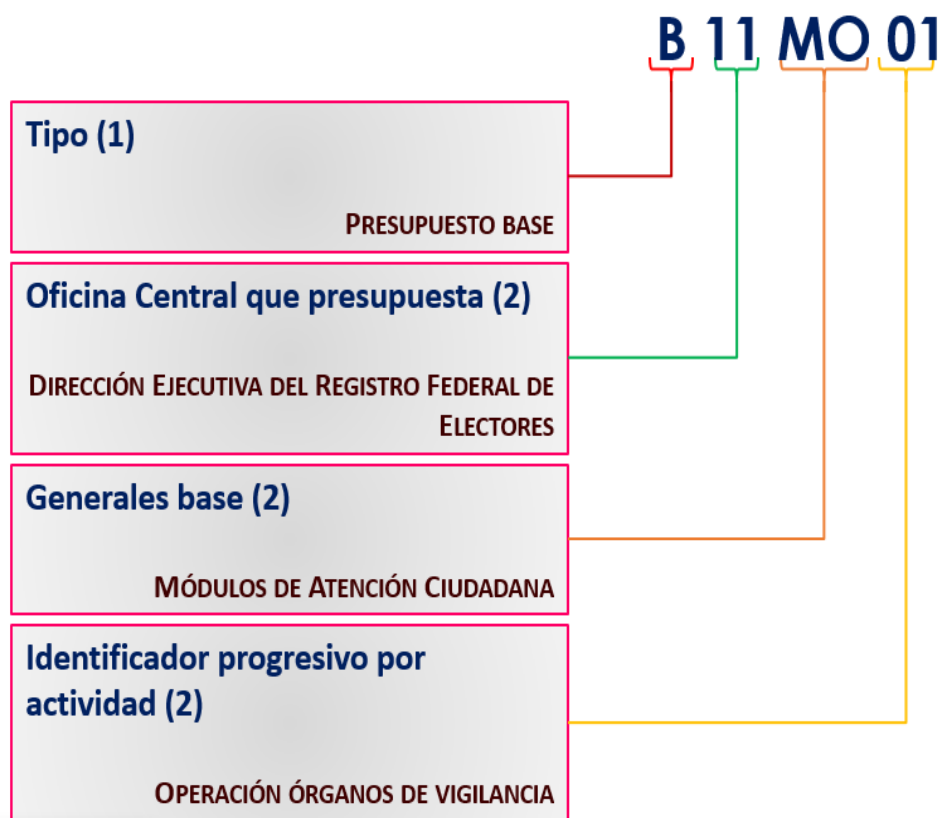 B 11 MO 01
Tipo (1)
PRESUPUESTO BASE
Oficina Central que presupuesta (2)
DIRECCIÓN EJECUTIVA DEL REGISTRO FEDERAL DE
ELECTORES
Generales base (2)
MÓDULOS DE ATENCIÓN CIUDADANA
Identificador progresivo por
actividad (2)
OPERACIÓN ÓRGANOS DE VIGILANCIA